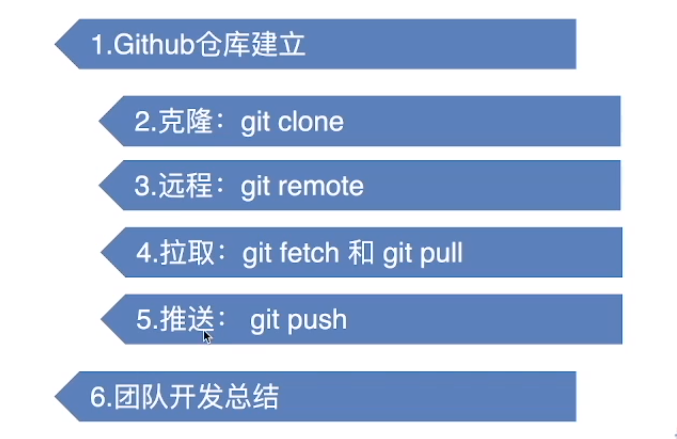 1.Github仓库建立
2.克隆：git clone
3.远程：git remote
4.拉取：git fetch 和 git pull
5.推送： git push
6.团队开发总结